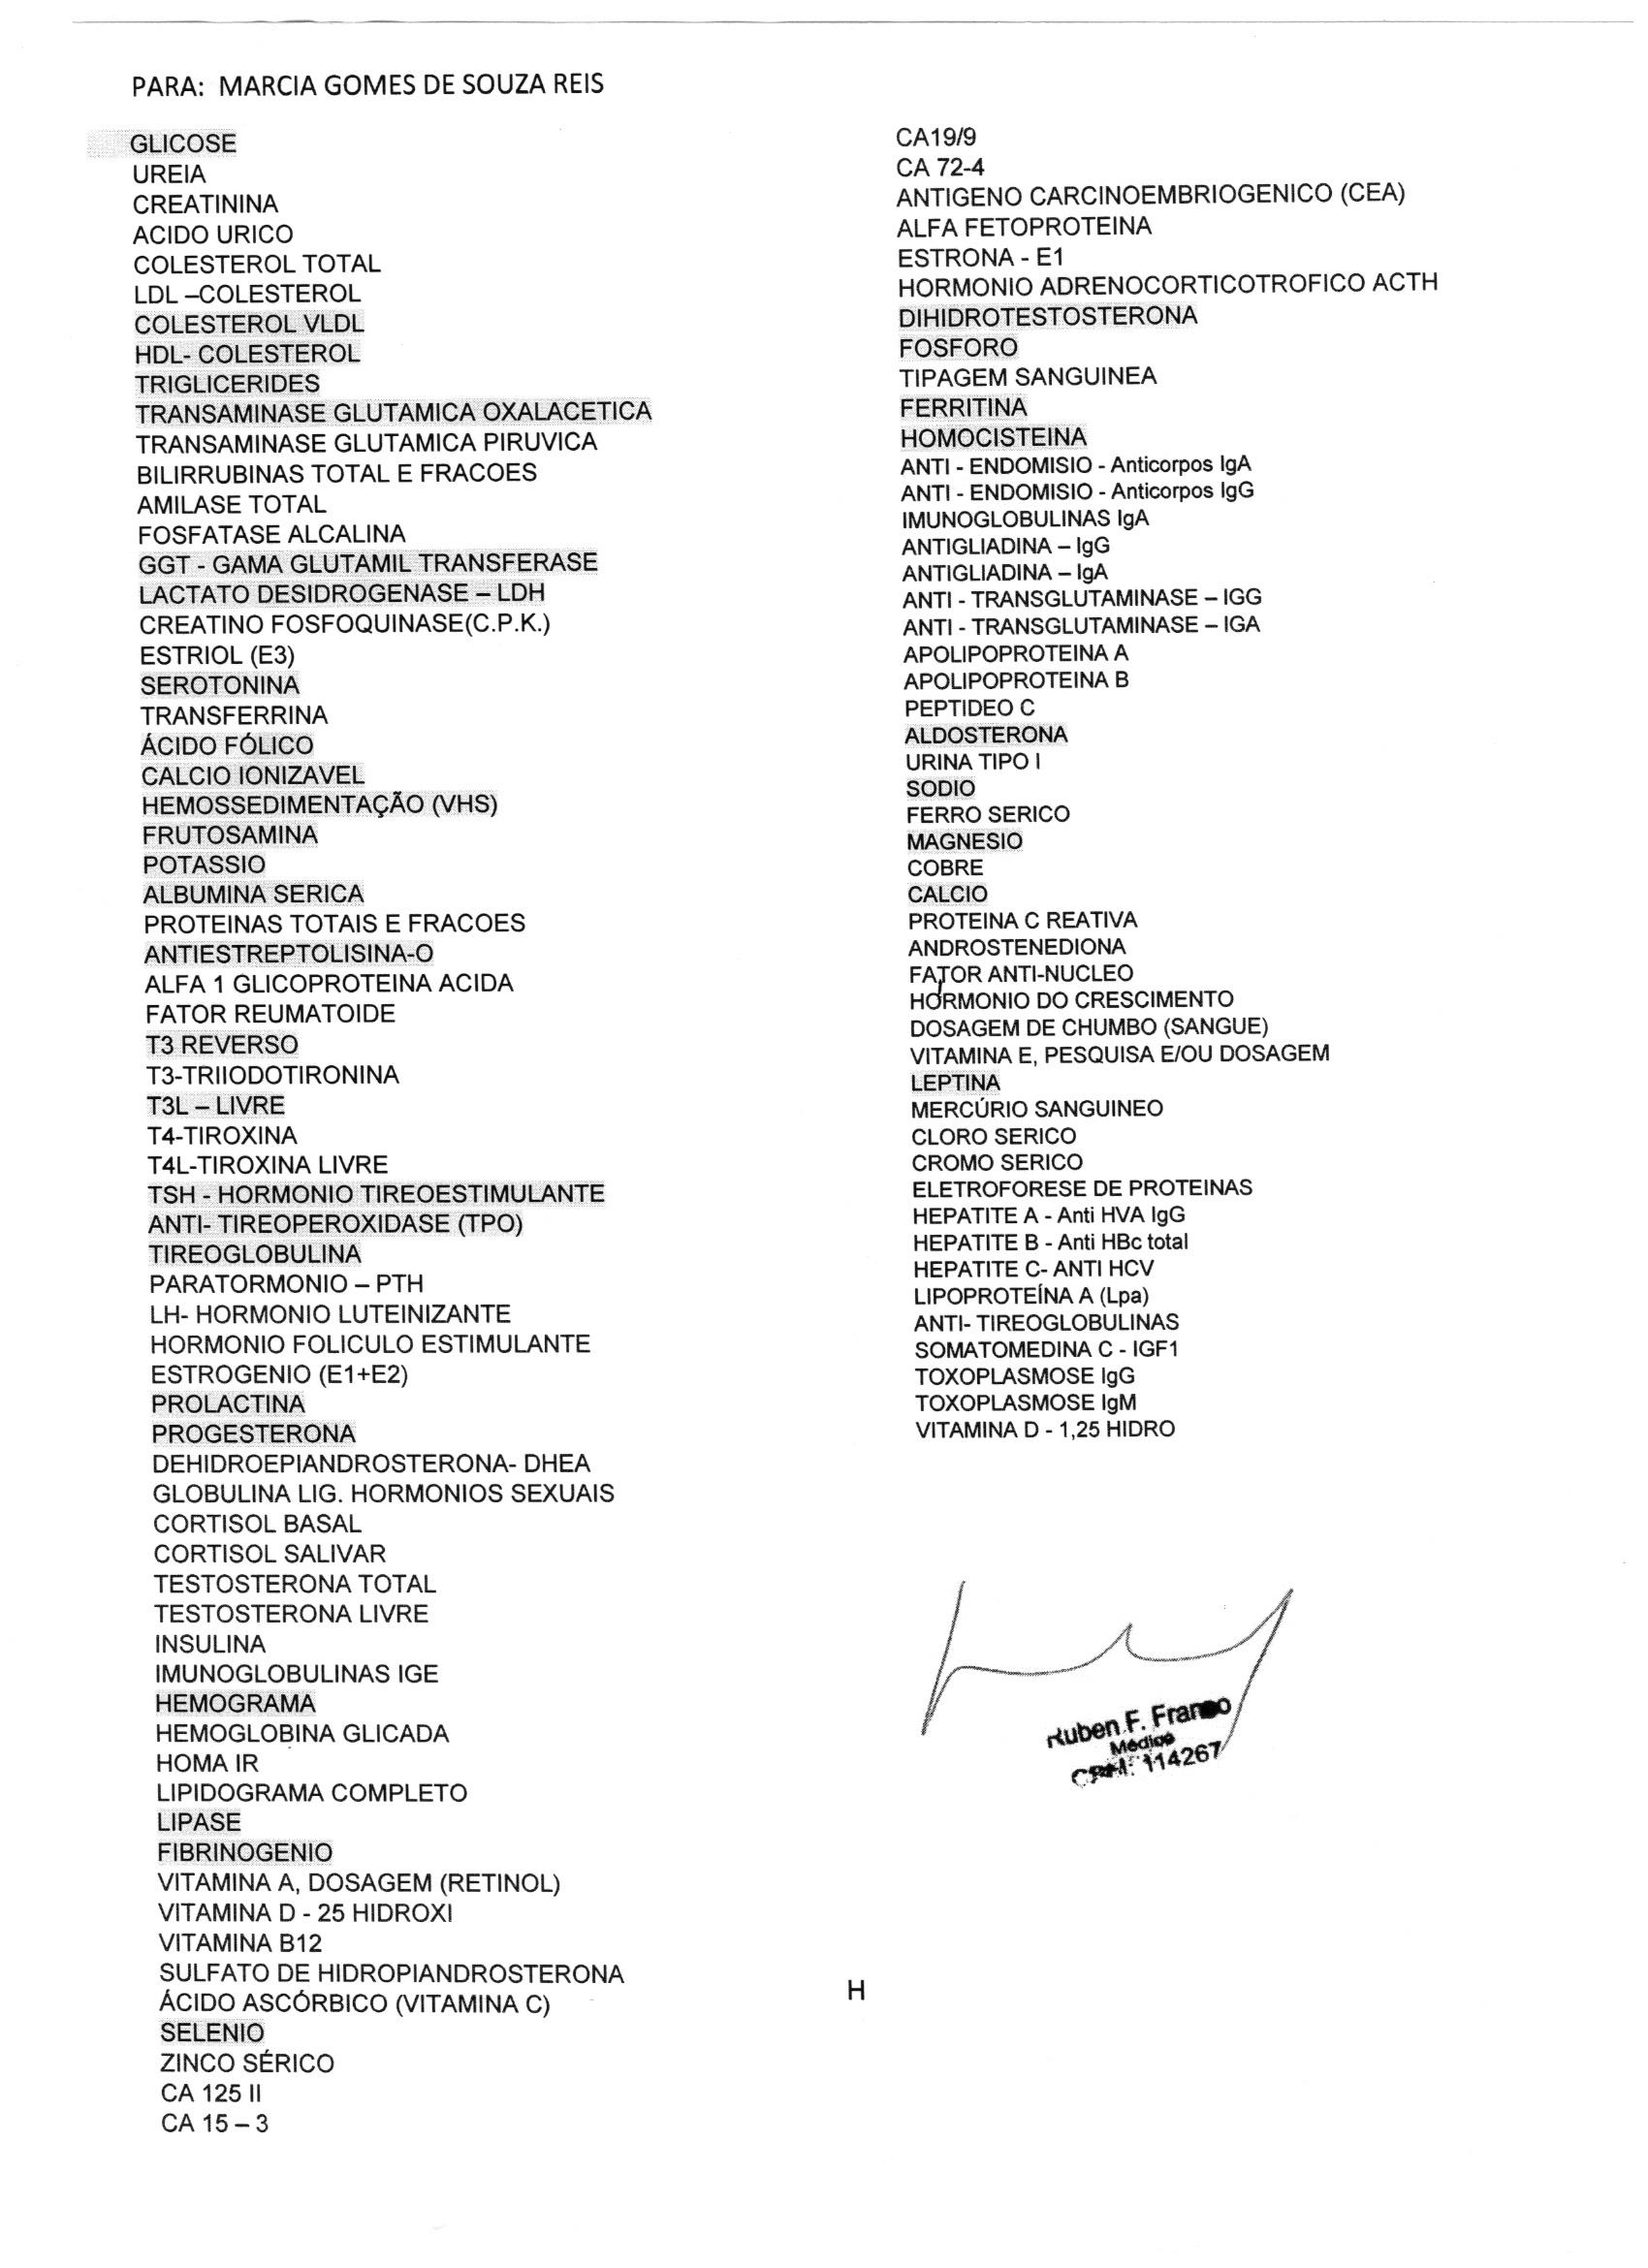 PARA: MARCIA GOMES DE SOUZA REIS
GLICOSE
UREIA
CREATININA
ACIDO URICO
COLESTEROL TOTAL
LDL –COLESTEROL
COLESTEROL VLDL
HDL- COLESTEROL
TRIGLICERIDES
TRANSAMINASE GLUTAMICA OXALACETICA
TRANSAMINASE GLUTAMICA PIRUVICA
BILIRRUBINAS TOTAL E FRACOES
AMILASE TOTAL
FOSFATASE ALCALINA
GGT - GAMA GLUTAMIL TRANSFERASE
LACTATO DESIDROGENASE – LDH
CREATINO FOSFOQUINASE(C.P.K.)
ESTRIOL (E3)
SEROTONINA
TRANSFERRINA
ÁCIDO FÓLICO
CALCIO IONIZAVEL
HEMOSSEDIMENTAÇÃO (VHS)
FRUTOSAMINA
POTASSIO
ALBUMINA SERICA
PROTEINAS TOTAIS E FRACOES
ANTIESTREPTOLISINA-O
ALFA 1 GLICOPROTEINA ACIDA
FATOR REUMATOIDE
T3 REVERSO
T3-TRIIODOTIRONINA
T3L – LIVRE
T4-TIROXINA
T4L-TIROXINA LIVRE
TSH - HORMONIO TIREOESTIMULANTE
ANTI- TIREOPEROXIDASE (TPO)
TIREOGLOBULINA
PARATORMONIO – PTH
LH- HORMONIO LUTEINIZANTE
HORMONIO FOLICULO ESTIMULANTE
ESTROGENIO (E1+E2)
PROLACTINA
PROGESTERONA
DEHIDROEPIANDROSTERONA- DHEA
GLOBULINA LIG. HORMONIOS SEXUAIS
CORTISOL BASAL
CORTISOL SALIVAR
TESTOSTERONA TOTAL
TESTOSTERONA LIVRE
INSULINA
IMUNOGLOBULINAS IGE
HEMOGRAMA
HEMOGLOBINA GLICADA
HOMA IR
LIPIDOGRAMA COMPLETO
LIPASE
FIBRINOGENIO
VITAMINA A, DOSAGEM (RETINOL)
VITAMINA D - 25 HIDROXI
VITAMINA B12
SULFATO DE HIDROPIANDROSTERONA
ÁCIDO ASCÓRBICO (VITAMINA C)
SELENIO
ZINCO SÉRICO
CA 125 II
CA 15 – 3
CA19/9
CA 72-4
ANTIGENO CARCINOEMBRIOGENICO (CEA)
ALFA FETOPROTEINA
ESTRONA - E1
HORMONIO ADRENOCORTICOTROFICO ACTH
DIHIDROTESTOSTERONA
FOSFORO
TIPAGEM SANGUINEA
FERRITINA
HOMOCISTEINA
ANTI - ENDOMISIO - Anticorpos IgA
ANTI - ENDOMISIO - Anticorpos IgG
IMUNOGLOBULINAS IgA
ANTIGLIADINA – IgG
ANTIGLIADINA – IgA
ANTI - TRANSGLUTAMINASE – IGG
ANTI - TRANSGLUTAMINASE – IGA
APOLIPOPROTEINA A
APOLIPOPROTEINA B
PEPTIDEO C
ALDOSTERONA
URINA TIPO I
SODIO
FERRO SERICO
MAGNESIO
COBRE
CALCIO
PROTEINA C REATIVA
ANDROSTENEDIONA
FATOR ANTI-NUCLEO
HORMONIO DO CRESCIMENTO
DOSAGEM DE CHUMBO (SANGUE)
VITAMINA E, PESQUISA E/OU DOSAGEM
LEPTINA
MERCÚRIO SANGUINEO
CLORO SERICO
CROMO SERICO
ELETROFORESE DE PROTEINAS
HEPATITE A - Anti HVA IgG
HEPATITE B - Anti HBc total
HEPATITE C- ANTI HCV
LIPOPROTEÍNA A (Lpa)
ANTI- TIREOGLOBULINAS
SOMATOMEDINA C - IGF1
TOXOPLASMOSE IgG
TOXOPLASMOSE IgM
VITAMINA D - 1,25 HIDRO
Ruben F. Franco
Médico
CRM: 114267
H